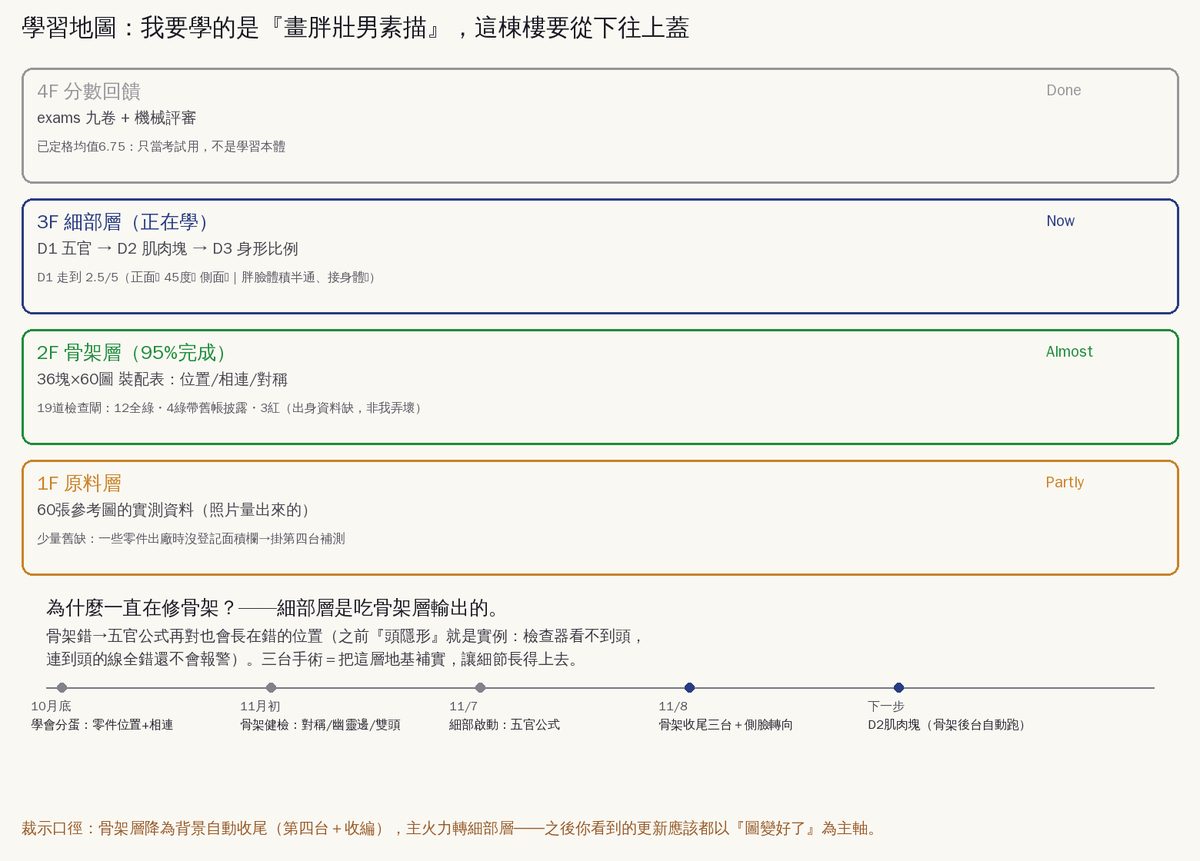 學習地圖：我要學的是『畫胖壯男素描』，這棟樓要從下往上蓋
4F 分數回饋
Done
exams 九卷 + 機械評審
已定格均值6.75：只當考試用，不是學習本體
3F 細部層（正在學）
Now
D1 五官 → D2 肌肉塊 → D3 身形比例
D1 走到 2.5/5（正面▯ 45度▯ 側面▯｜胖臉體積半通、接身體▯）
2F 骨架層（95%完成）
Almost
36塊×60圖 裝配表：位置/相連/對稱
19道檢查閘：12全綠・4綠帶舊帳披露・3紅（出身資料缺，非我弄壞）
1F 原料層
Partly
60張參考圖的實測資料（照片量出來的）
少量舊缺：一些零件出廠時沒登記面積欄→掛第四台補測
為什麼一直在修骨架？——細部層是吃骨架層輸出的。
骨架錯→五官公式再對也會長在錯的位置（之前『頭隱形』就是實例：檢查器看不到頭，
連到頭的線全錯還不會報警）。三台手術＝把這層地基補實，讓細節長得上去。
10月底
學會分蛋：零件位置+相連
11月初
骨架健檢：對稱/幽靈邊/雙頭
11/7
細部啟動：五官公式
11/8
骨架收尾三台＋側臉轉向
下一步
D2肌肉塊（骨架後台自動跑）
裁示口徑：骨架層降為背景自動收尾（第四台＋收編），主火力轉細部層——之後你看到的更新應該都以『圖變好了』為主軸。